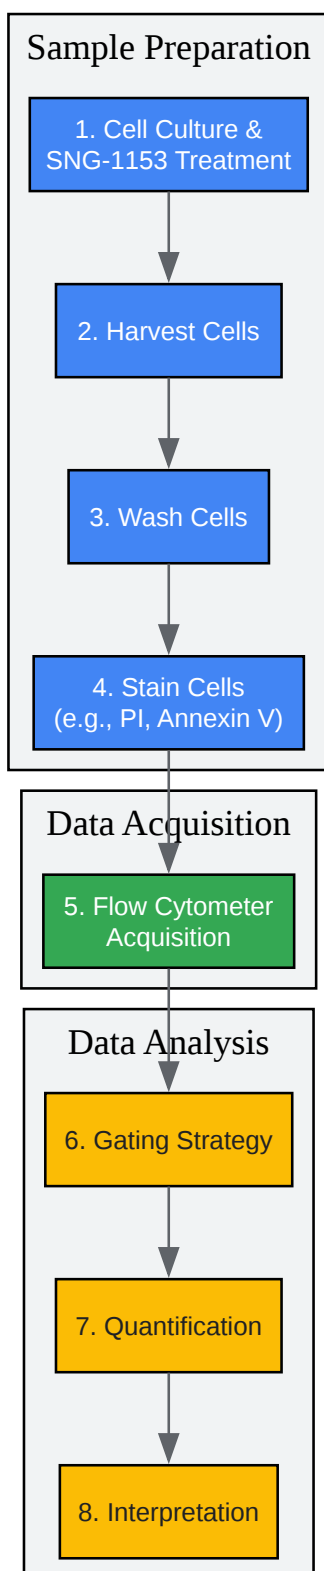 Sample Preparation
1. Cell Culture &
SNG-1153 Treatment
2. Harvest Cells
3. Wash Cells
4. Stain Cells
(e.g., PI, Annexin V)
Data Acquisition
5. Flow Cytometer
Acquisition
Data Analysis
6. Gating Strategy
7. Quantification
8. Interpretation